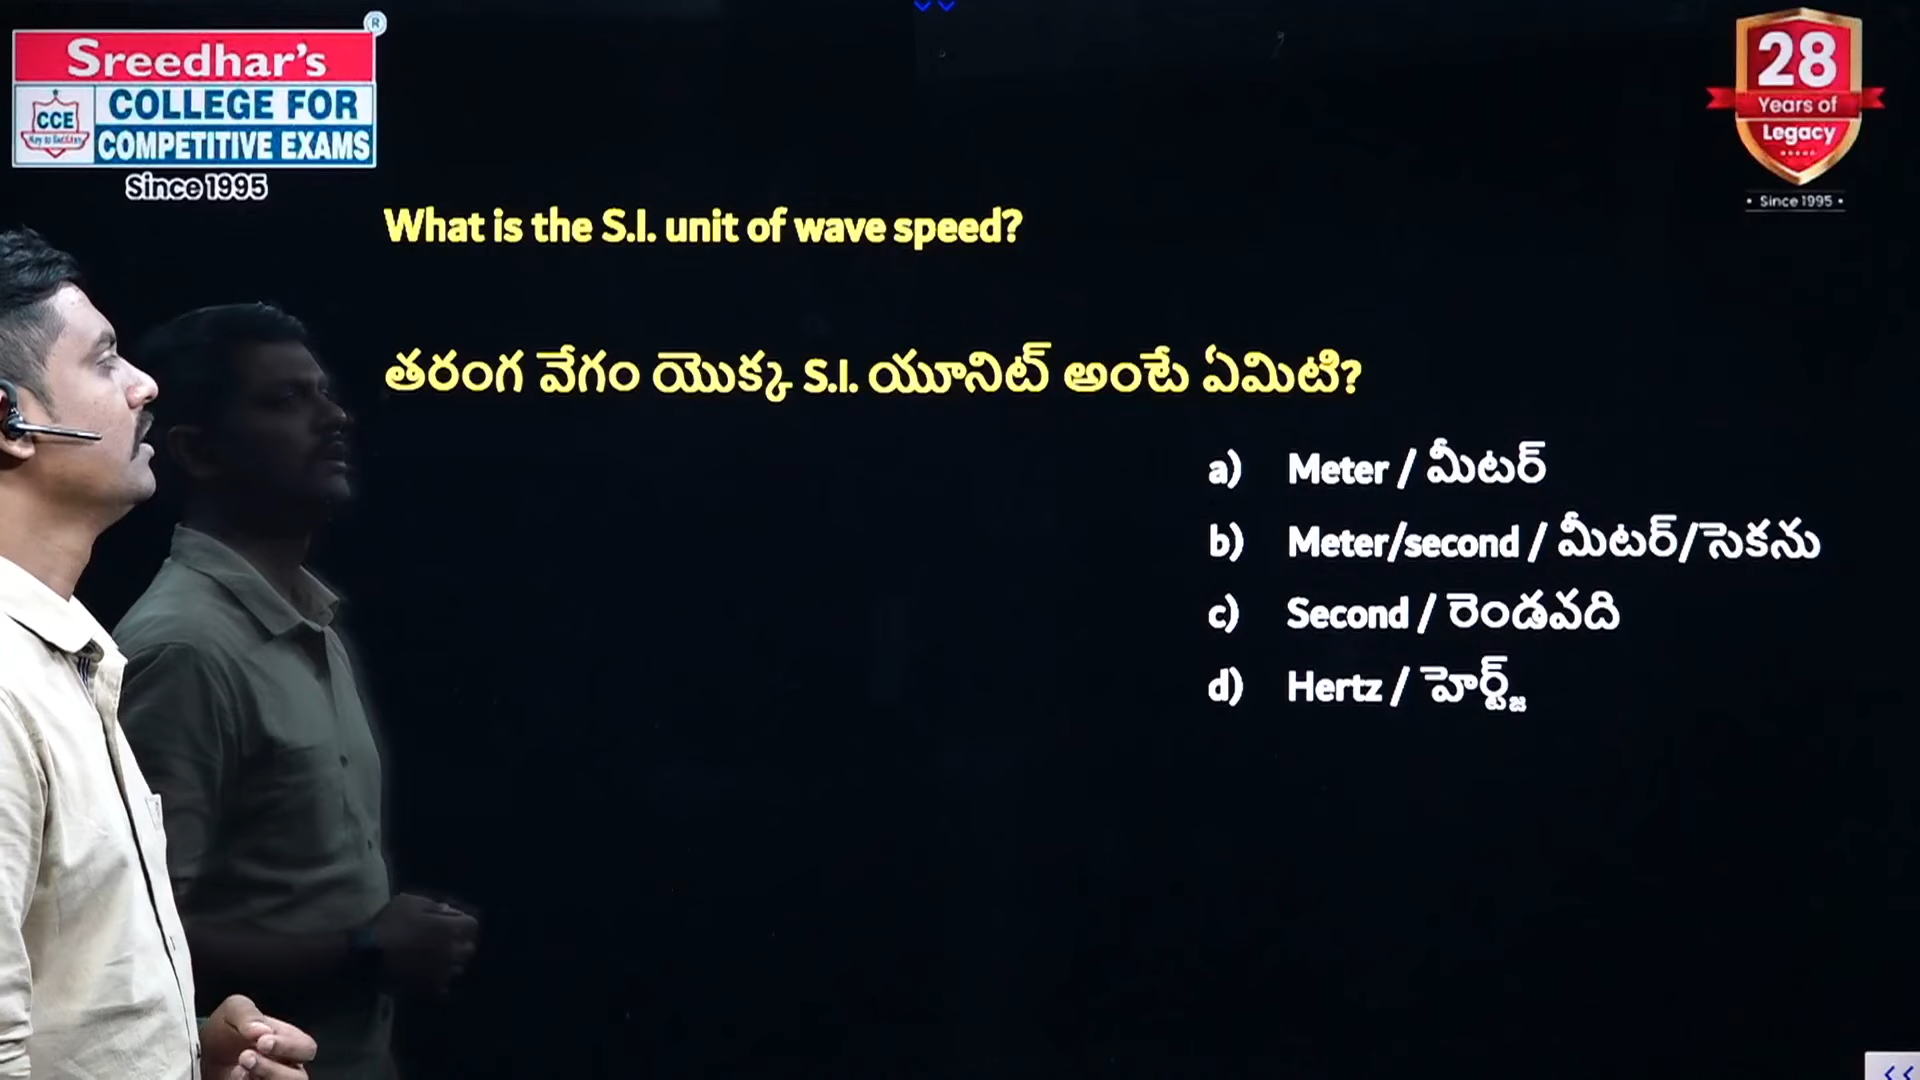 Sreedhar's
®
CCE
COLLEGE FOR
COMPETITIVE EXAMS
Since 1995
28
Years of
Legacy
• Since 1995 •
What is the S.I. unit of wave speed?
తరంగ వేగం యొక్క S.I. యూనిట్ అంటే ఏమిటి?
a) Meter / మీటర్
b) Meter/second / మీటర్/సెకను
c) Second / రెండవది
d) Hertz / హెర్ట్జ్